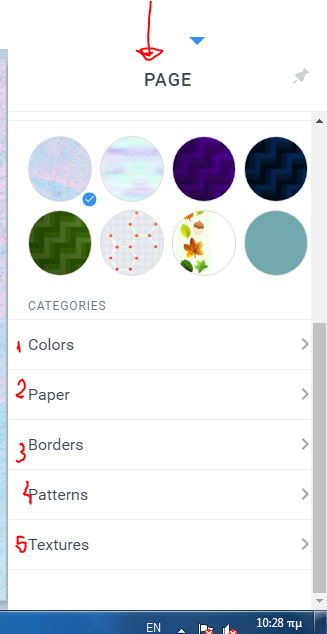 PAGE
CATEGORIES
1 Colors
2 Paper
3 Borders
4 Patterns
5 Textures
EN 10:28 πμ